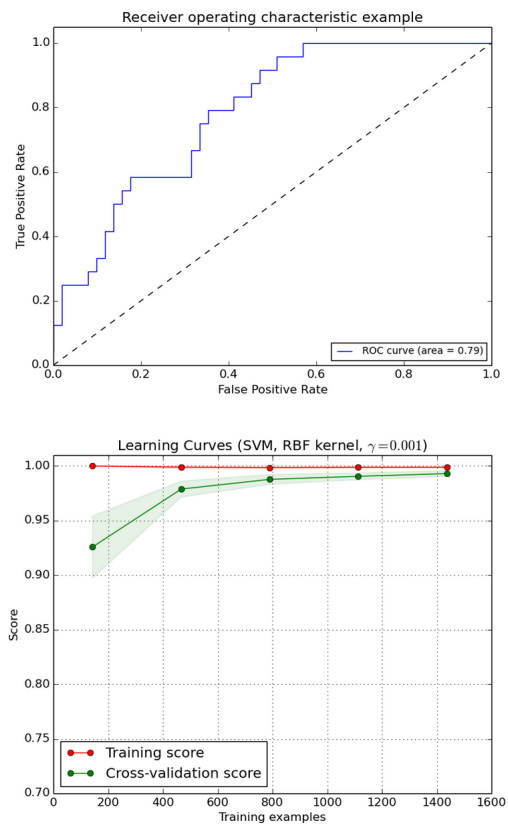 Receiver operating characteristic example
1.0
0.8
0.6
0.4
0.2
0.0
True Positive Rate
ROC curve (area = 0.79)
0.0 0.2 0.4 0.6 0.8 1.0
False Positive Rate
Learning Curves (SVM, RBF kernel, γ=0.001)
1.00
0.95
0.90
0.85
0.80
0.75
0.70
Score
Training score
Cross-validation score
0 200 400 600 800 1000 1200 1400 1600
Training examples